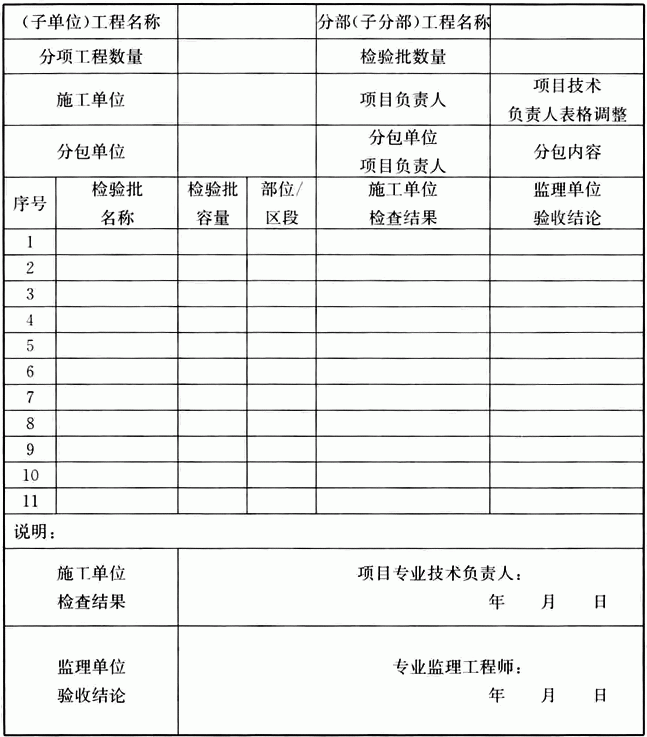 (子单位)工程名称 分部(子分部)工程名称
分项工程数量 检验批数量
施工单位 项目负责人 项目技术
负责人表格调整
分包单位 分包单位
项目负责人 分包内容
序号 检验批
名称 检验批
容量 部位/
区段 施工单位
检查结果 监理单位
验收结论
1
2
3
4
5
6
7
8
9
10
11
说明：
施工单位
检查结果
项目专业技术负责人：
年 月 日
监理单位
验收结论
专业监理工程师：
年 月 日